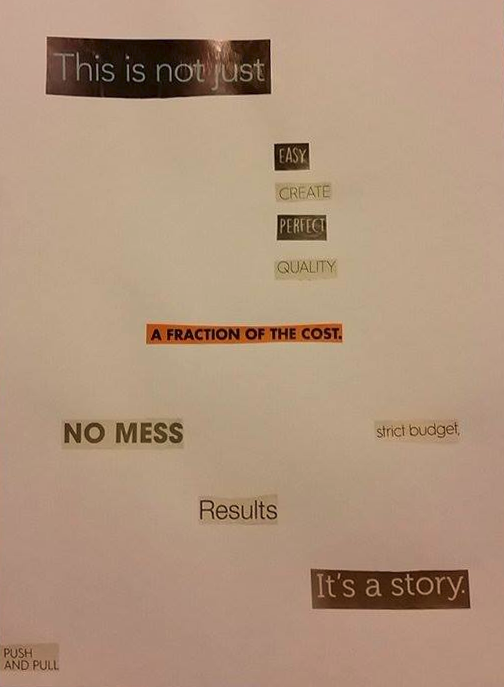 This is not just
EASY
CREATE
PERFECT
QUALITY
A FRACTION OF THE COST.
NO MESS
strict budget,
Results
It's a story.
PUSH
AND PULL